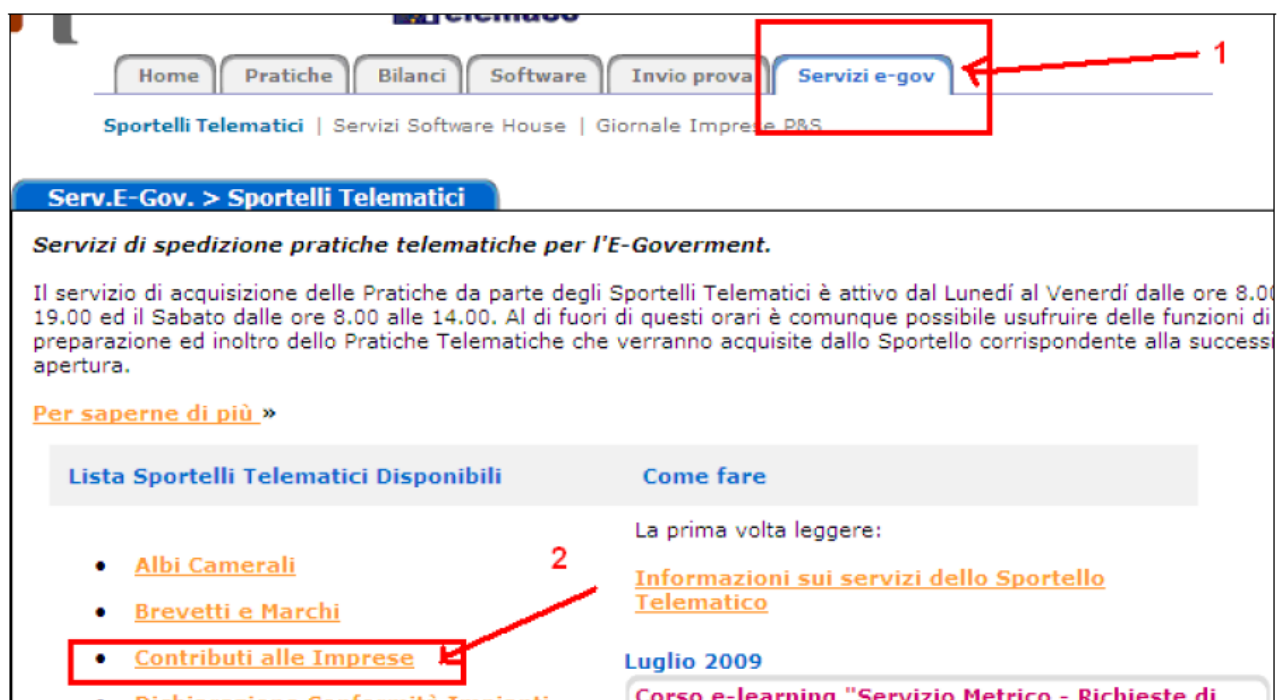 Home Pratiche Bilanci Software Invio prova Servizi e-gov 1
Sportelli Telematici | Servizi Software House | Giornale Imprese P&S
Serv.E-Gov. > Sportelli Telematici
Servizi di spedizione pratiche telematiche per l'E-Goverment.
Il servizio di acquisizione delle Pratiche da parte degli Sportelli Telematici è attivo dal Lunedí al Venerdí dalle ore 8.00
19.00 ed il Sabato dalle ore 8.00 alle 14.00. Al di fuori di questi orari è comunque possibile usufruire delle funzioni di
preparazione ed inoltro dello Pratiche Telematiche che verranno acquisite dallo Sportello corrispondente alla successi
apertura.
Per saperne di più »
Lista Sportelli Telematici Disponibili
Come fare
La prima volta leggere:
2
• Albi Camerali
Informazioni sui servizi dello Sportello
Telematico
• Brevetti e Marchi
• Contributi alle Imprese
Luglio 2009
Corso e-learning "Servizio Metrico - Richieste di
• Dichiarazione Conformità Impianti